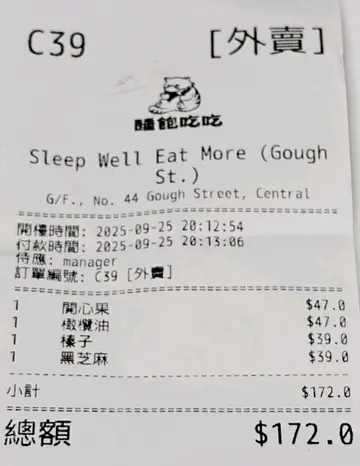 C39 [外賣]
睡飽吃吃
Sleep Well Eat More (Gough
St.)
G/F., No. 44 Gough Street, Central
開檯時間: 2025-09-25 20:12:54
付款時間: 2025-09-25 20:13:06
侍應: manager
訂單編號: C39 [外賣]
1 開心果 $47.0
1 橄欖油 $47.0
1 榛子 $39.0
1 黑芝麻 $39.0
小計 $172.0
總額 $172.0